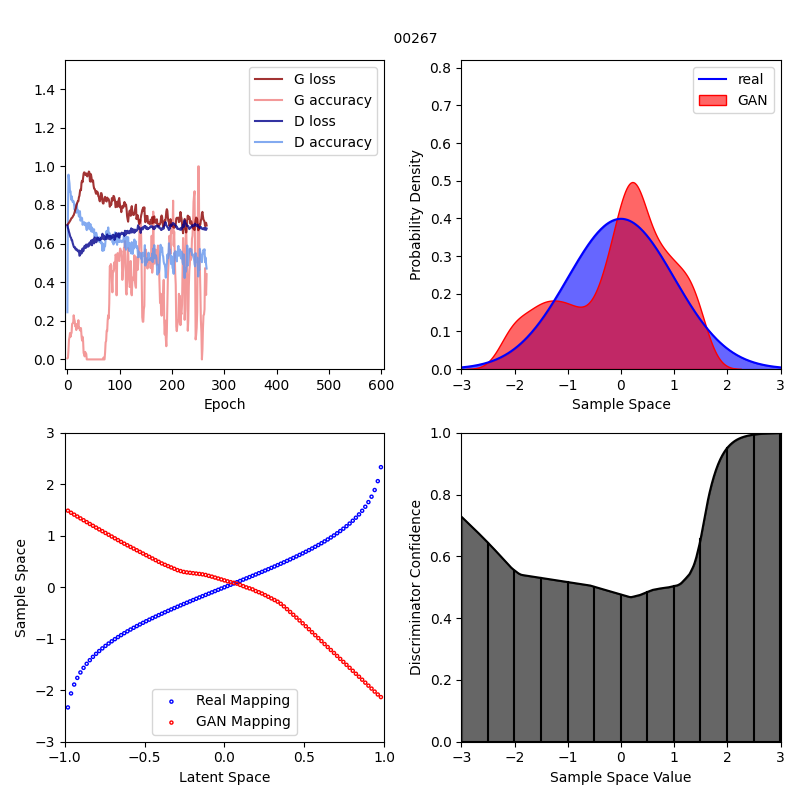 00267
G loss
G accuracy
D loss
D accuracy
1.4
1.2
1.0
0.8
0.6
0.4
0.2
0.0
0 100 200 300 400 500 600
Epoch
real
GAN
Probability Density
0.8
0.7
0.6
0.5
0.4
0.3
0.2
0.1
0.0
−3 −2 −1 0 1 2 3
Sample Space
Sample Space
3
2
1
0
−1
−2
−3
Real Mapping
GAN Mapping
−1.0 −0.5 0.0 0.5 1.0
Latent Space
Discriminator Confidence
1.0
0.8
0.6
0.4
0.2
0.0
−3 −2 −1 0 1 2 3
Sample Space Value